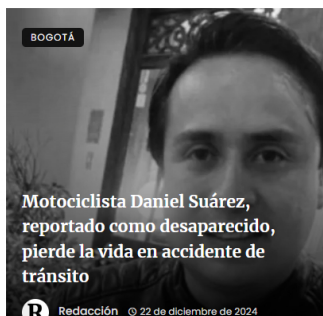 BOGOTÁ
Motociclista Daniel Suárez,
reportado como desaparecido,
pierde la vida en accidente de
tránsito
R Redacción 22 de diciembre de 2024